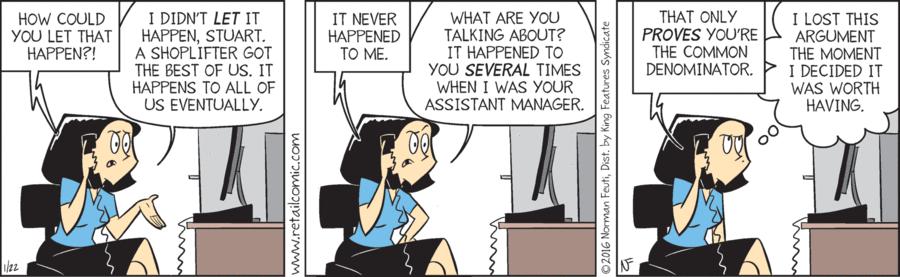 HOW COULD
YOU LET THAT
HAPPEN?!
I DIDN'T LET IT
HAPPEN, STUART.
A SHOPLIFTER GOT
THE BEST OF US. IT
HAPPENS TO ALL OF
US EVENTUALLY.
1/22
www.retailcomic.com
IT NEVER
HAPPENED
TO ME.
WHAT ARE YOU
TALKING ABOUT?
IT HAPPENED TO
YOU SEVERAL TIMES
WHEN I WAS YOUR
ASSISTANT MANAGER.
© 2016 Norman Feuti, Dist. by King Features Syndicate
THAT ONLY
PROVES YOU'RE
THE COMMON
DENOMINATOR.
I LOST THIS
ARGUMENT
THE MOMENT
I DECIDED IT
WAS WORTH
HAVING.
NF